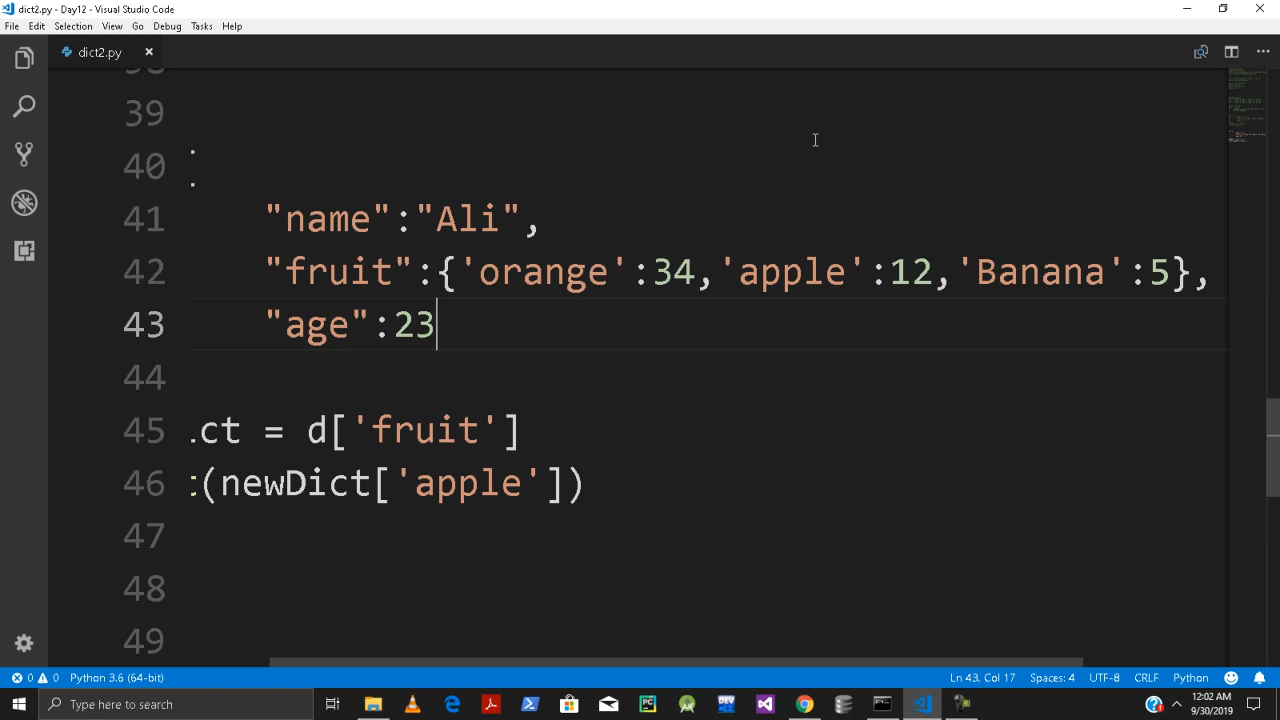 dict2.py - Day12 - Visual Studio Code
File Edit Selection View Go Debug Tasks Help
dict2.py
39
40
41 "name":"Ali",
42 "fruit":{'orange':34,'apple':12,'Banana':5},
43 "age":23
44
45 ct = d['fruit']
46 (newDict['apple'])
47
48
49
0 0 Python 3.6 (64-bit) Ln 43, Col 17 Spaces: 4 UTF-8 CRLF Python
Type here to search
12:02 AM
9/30/2019